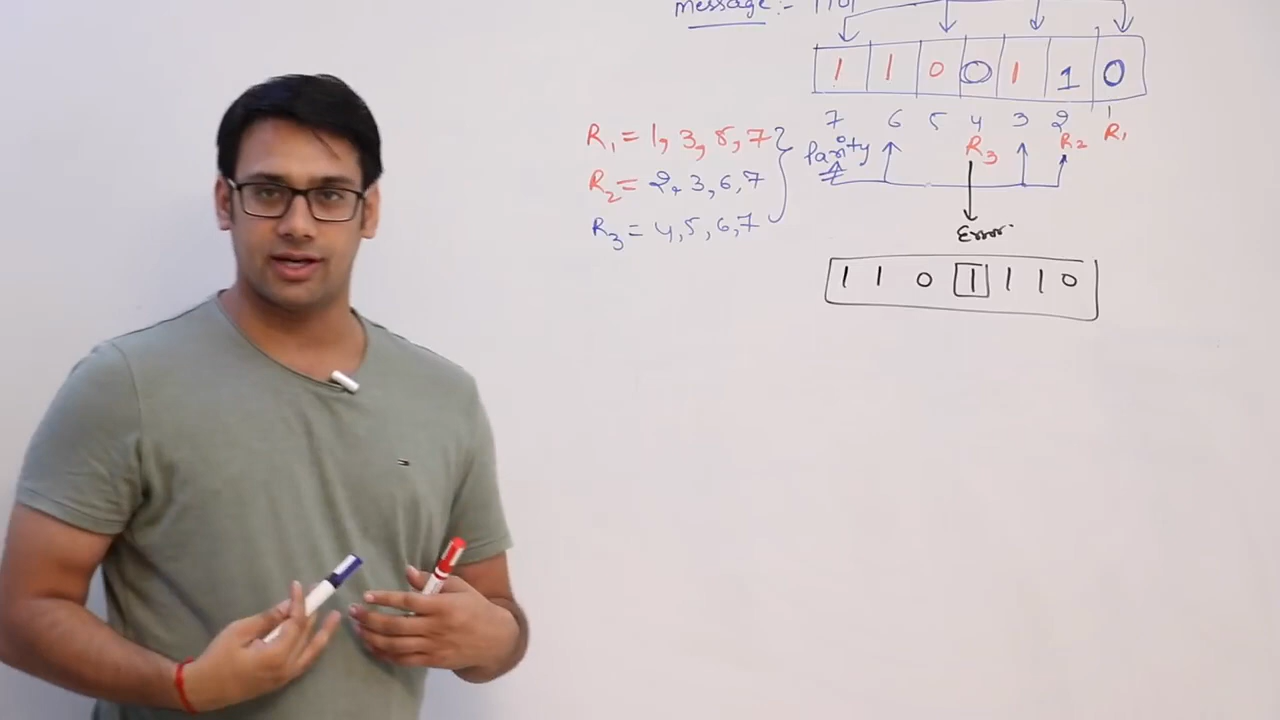 Message :- 1101
1 1 0 0 1 1 0
7 6 5 4 3 2 1
R3 R2 R1
Parity
R1 = 1, 3, 5, 7
R2 = 2, 3, 6, 7
R3 = 4, 5, 6, 7
Error
1 1 0 1 1 1 0